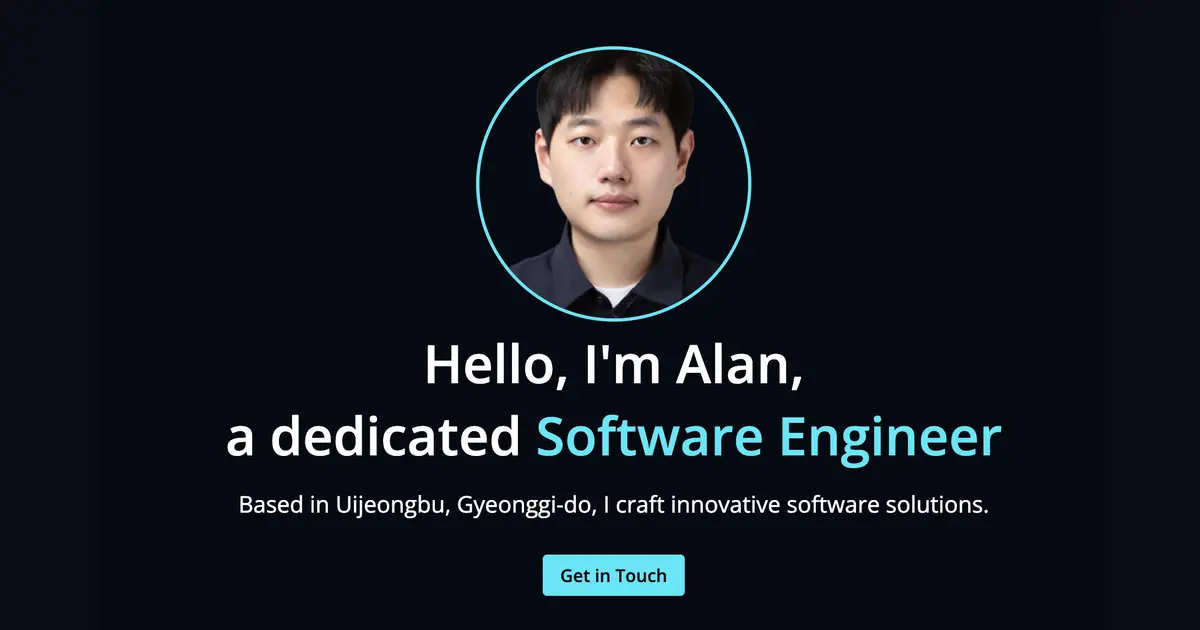 Hello, I'm Alan,
a dedicated Software Engineer
Based in Uijeongbu, Gyeonggi-do, I craft innovative software solutions.
Get in Touch